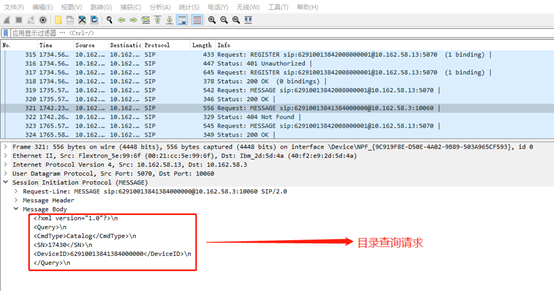 文件(F) 编辑(E) 视图(V) 跳转(G) 捕获(C) 分析(A) 统计(S) 电话(Y) 无线(W) 工具(T) 帮助(H)
应用显示过滤器 … <Ctrl-/>
No. Time Source Destinatic Protocol Length Info
315 1734.56… 10.162.… 10.162.… SIP 433 Request: REGISTER sip:62910013842008000001@10.162.58.13:5070 (1 binding) |
316 1734.56… 10.162.… 10.162.… SIP 447 Status: 401 Unauthorized |
317 1734.56… 10.162.… 10.162.… SIP 645 Request: REGISTER sip:62910013842008000001@10.162.58.13:5070 (1 binding) |
318 1734.56… 10.162.… 10.162.… SIP 378 Status: 200 OK (0 bindings) |
319 1735.57… 10.162.… 10.162.… SIP 542 Request: MESSAGE sip:62910013842008000001@10.162.58.13:5070 |
320 1735.57… 10.162.… 10.162.… SIP 346 Status: 200 OK |
321 1742.23… 10.162.… 10.162.… SIP 556 Request: MESSAGE sip:62910013841384000000@10.162.58.3:10060 |
322 1742.23… 10.162.… 10.162.… SIP 329 Status: 404 Not Found |
324 1765.58… 10.162.… 10.162.… SIP 545 Request: MESSAGE sip:62910013842008000001@10.162.58.13:5070 |
325 1765.58… 10.162.… 10.162.… SIP 349 Status: 200 OK |
Frame 321: 556 bytes on wire (4448 bits), 556 bytes captured (4448 bits) on interface \Device\NPF_{9C919F8E-D50E-4A02-9B89-503A965CF593}, id 0
Ethernet II, Src: Flextron_5e:99:6f (00:21:cc:5e:99:6f), Dst: Ibm_2d:5d:4a (40:f2:e9:2d:5d:4a)
Internet Protocol Version 4, Src: 10.162.58.13, Dst: 10.162.58.3
User Datagram Protocol, Src Port: 5070, Dst Port: 10060
Session Initiation Protocol (MESSAGE)
Request-Line: MESSAGE sip:62910013841384000000@10.162.58.3:10060 SIP/2.0
Message Header
Message Body
<?xml version="1.0"?>\n
<Query>\n
<CmdType>Catalog</CmdType>\n
<SN>17430</SN>\n
<DeviceID>62910013841384000000</DeviceID>\n
</Query>\n
目录查询请求